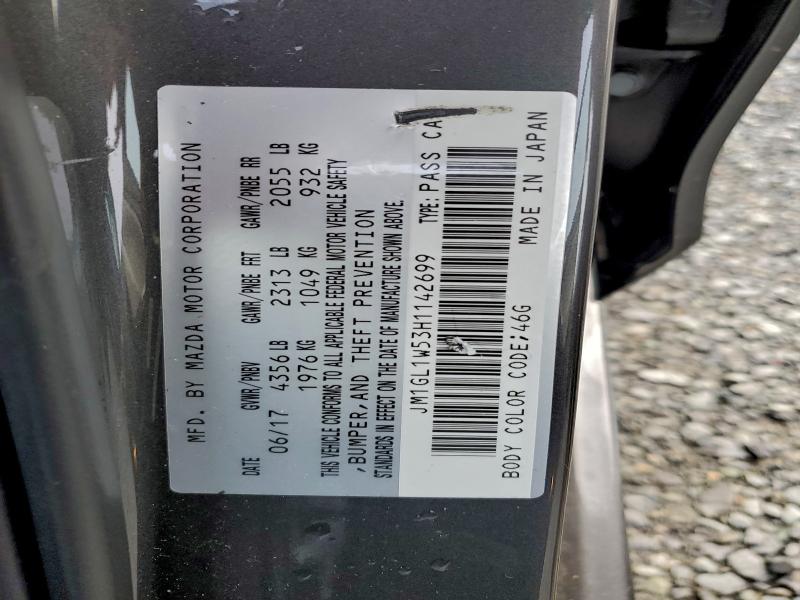 MFD. BY MAZDA MOTOR CORPORATION
DATE GVWR/PNBV GAWR/PNBE FRT GAWR/PNBE RR
06/17 4356 LB 2313 LB 2055 LB
1976 KG 1049 KG 932 KG
THIS VEHICLE CONFORMS TO ALL APPLICABLE FEDERAL MOTOR VEHICLE SAFETY
,BUMPER,AND THEFT PREVENTION
STANDARDS IN EFFECT ON THE DATE OF MANUFACTURE SHOWN ABOVE.
JM1GL1W53H1142699 TYPE: PASS CA
BODY COLOR CODE;46G MADE IN JAPAN